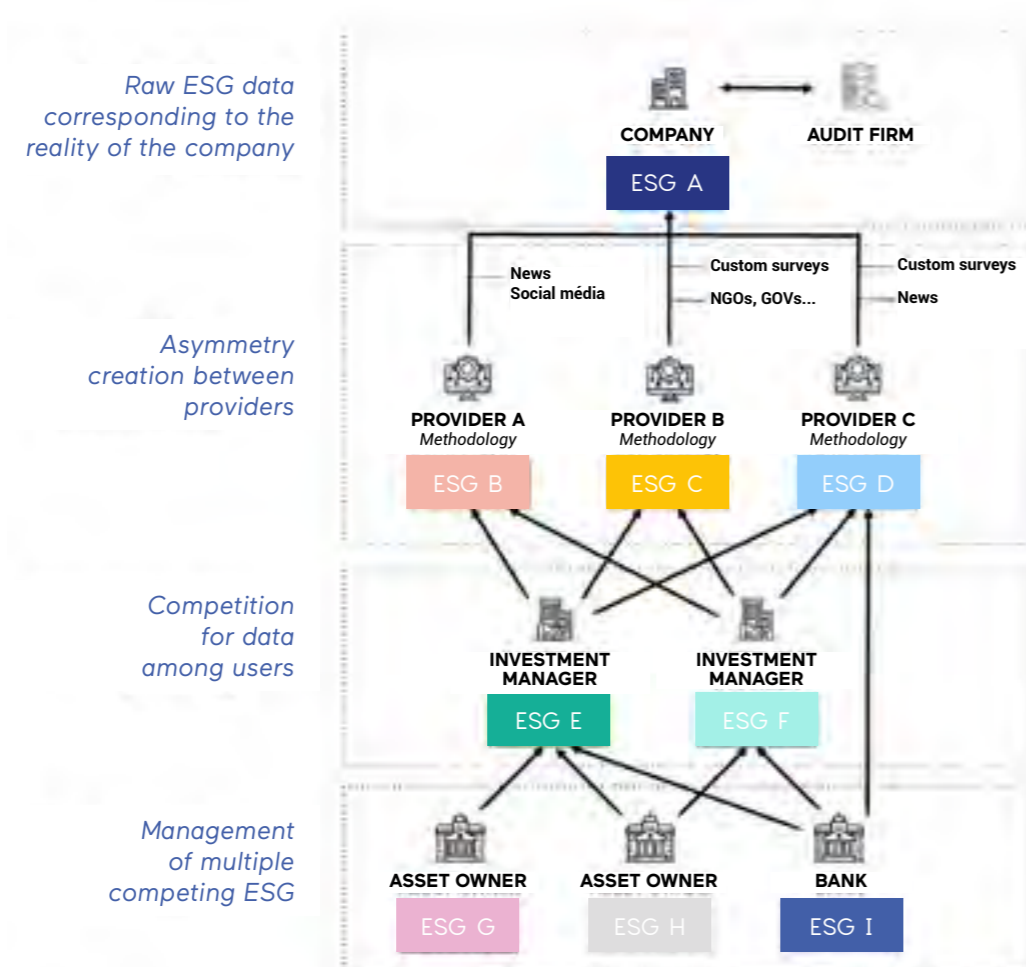 Raw ESG data
corresponding to the
reality of the company
COMPANY
AUDIT FIRM
ESG A
News
Social média
Custom surveys
NGOs, GOVs...
Custom surveys
News
Asymmetry
creation between
providers
PROVIDER A
Methodology
ESG B
PROVIDER B
Methodology
ESG C
PROVIDER C
Methodology
ESG D
Competition
for data
among users
INVESTMENT
MANAGER
ESG E
INVESTMENT
MANAGER
ESG F
Management
of multiple
competing ESG
ASSET OWNER
ESG G
ASSET OWNER
ESG H
BANK
ESG I